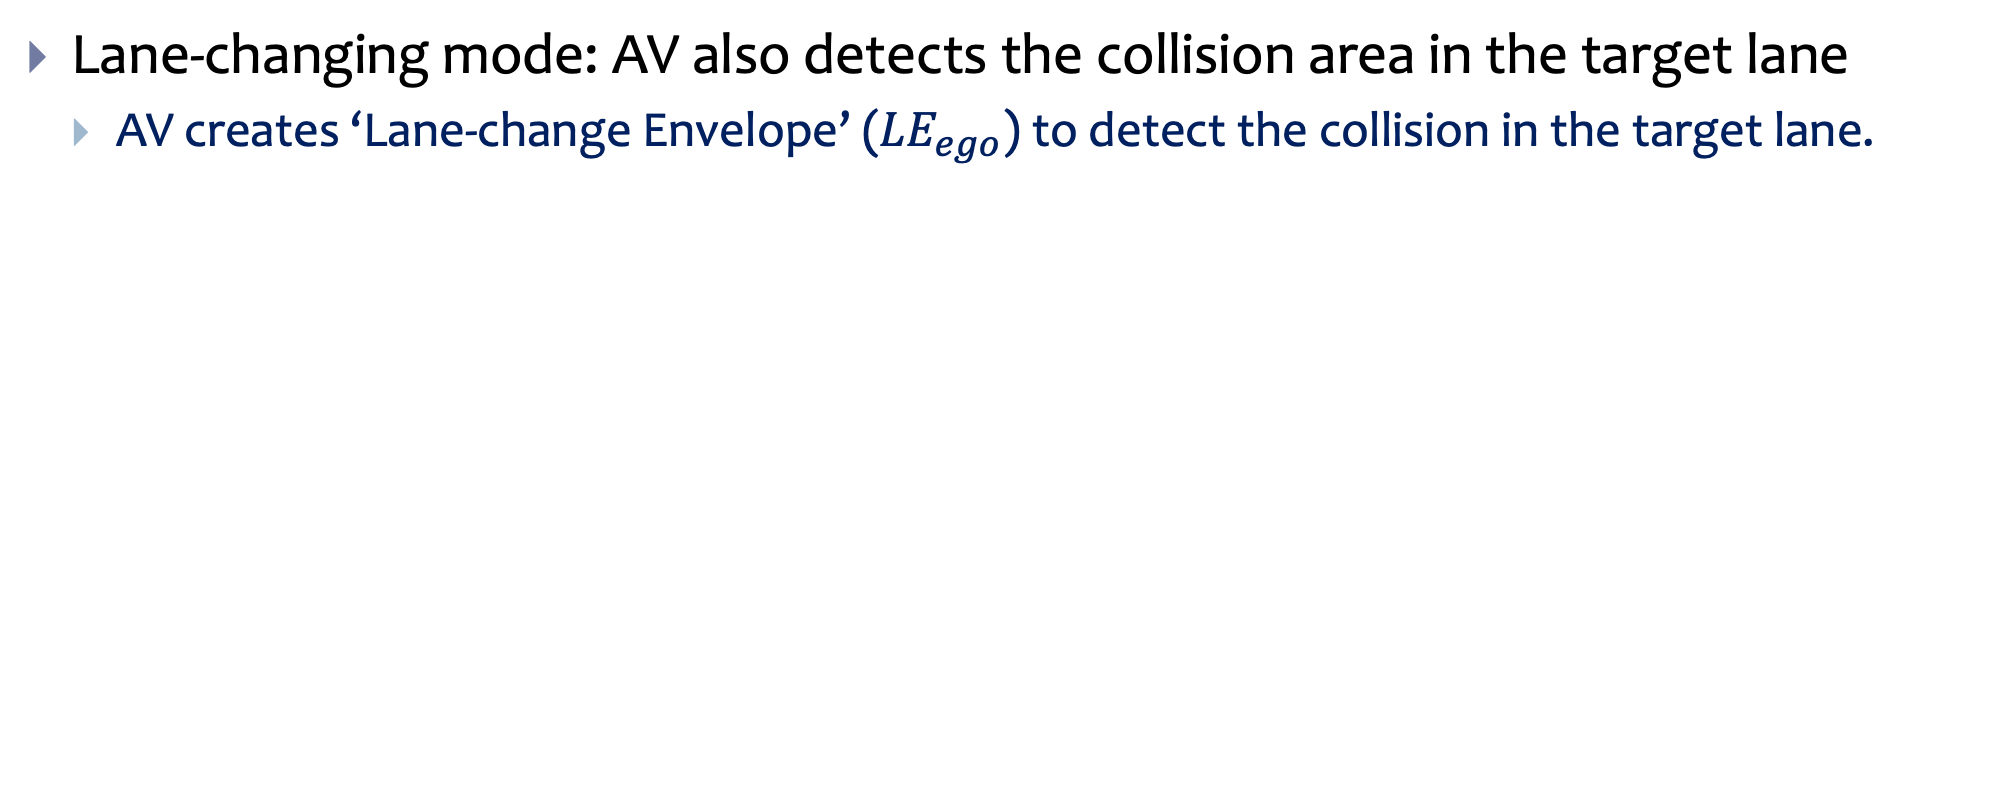 Lane-changing mode: AV also detects the collision area in the target lane
AV creates ‘Lane-change Envelope’ (LE_ego) to detect the collision in the target lane.